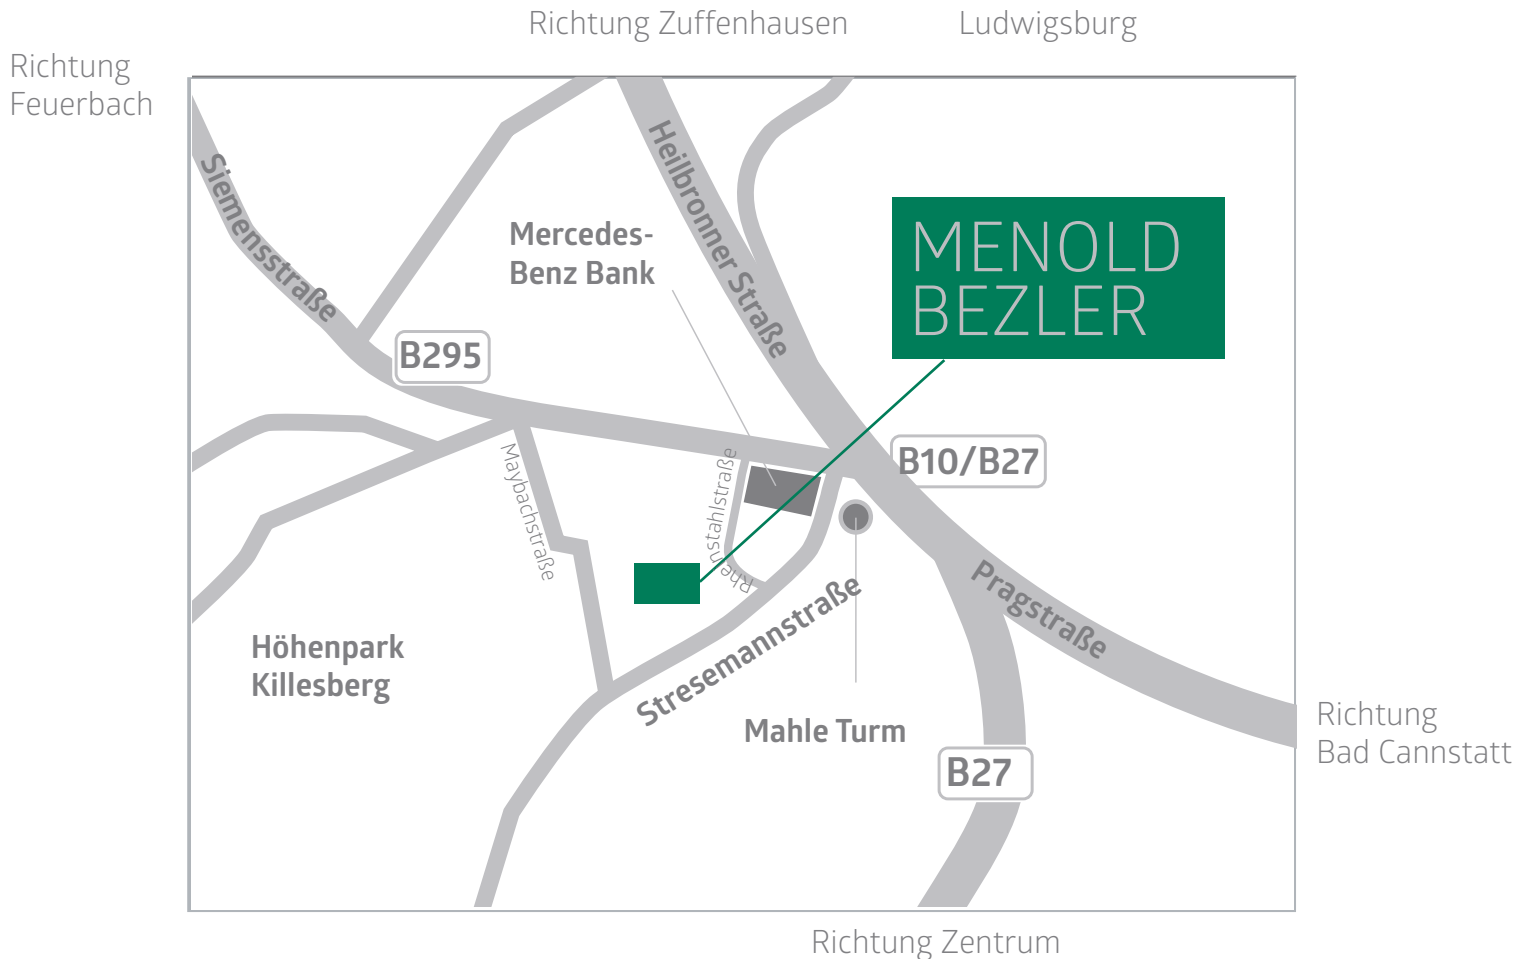 Richtung Zuffenhausen
Ludwigsburg
Richtung
Feuerbach
Siemensstraße
Heilbronner Straße
Mercedes-
Benz Bank
MENOLD
BEZLER
B295
B10/B27
Maybachstraße
Rheinstahlstraße
Pragstraße
Stresemannstraße
Höhenpark
Killesberg
Mahle Turm
B27
Richtung
Bad Cannstatt
Richtung Zentrum